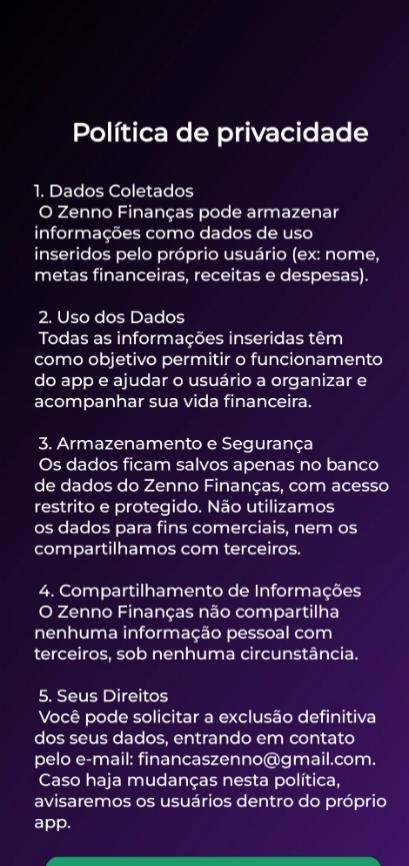 Política de privacidade
1. Dados Coletados
O Zenno Finanças pode armazenar
informações como dados de uso
inseridos pelo próprio usuário (ex: nome,
metas financeiras, receitas e despesas).
2. Uso dos Dados
Todas as informações inseridas têm
como objetivo permitir o funcionamento
do app e ajudar o usuário a organizar e
acompanhar sua vida financeira.
3. Armazenamento e Segurança
Os dados ficam salvos apenas no banco
de dados do Zenno Finanças, com acesso
restrito e protegido. Não utilizamos
os dados para fins comerciais, nem os
compartilhamos com terceiros.
4. Compartilhamento de Informações
O Zenno Finanças não compartilha
nenhuma informação pessoal com
terceiros, sob nenhuma circunstância.
5. Seus Direitos
Você pode solicitar a exclusão definitiva
dos seus dados, entrando em contato
pelo e-mail: financaszenno@gmail.com.
Caso haja mudanças nesta política,
avisaremos os usuários dentro do próprio
app.